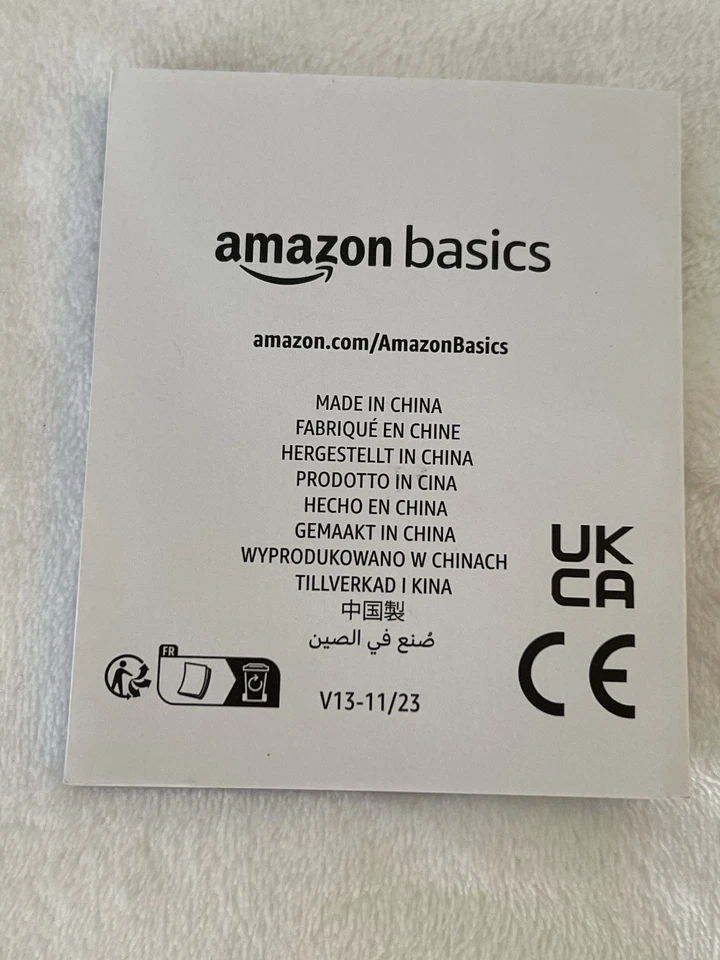 amazon basics
amazon.com/AmazonBasics
MADE IN CHINA
FABRIQUÉ EN CHINE
HERGESTELLT IN CHINA
PRODOTTO IN CINA
HECHO EN CHINA
GEMAAKT IN CHINA
WYPRODUKOWANO W CHINACH
TILLVERKAD I KINA
中国製
صُنع في الصين
UK
CA
FR
V13-11/23
CE